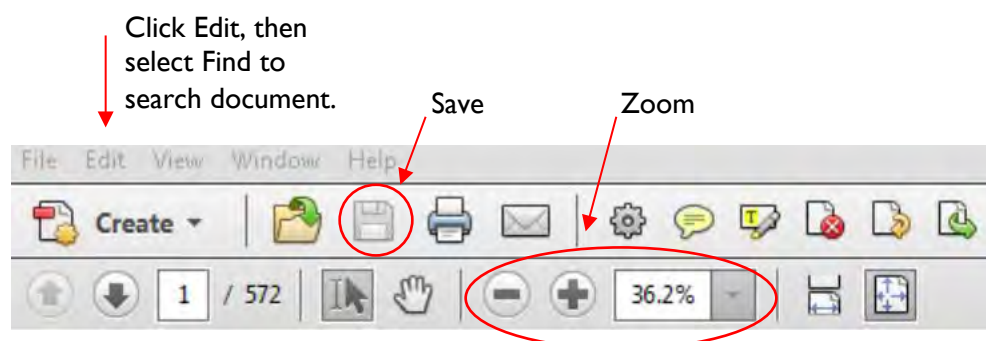 Click Edit, then
select Find to
search document.
Save
Zoom
File Edit View Window Help
Create
T
1 / 572
36.2%